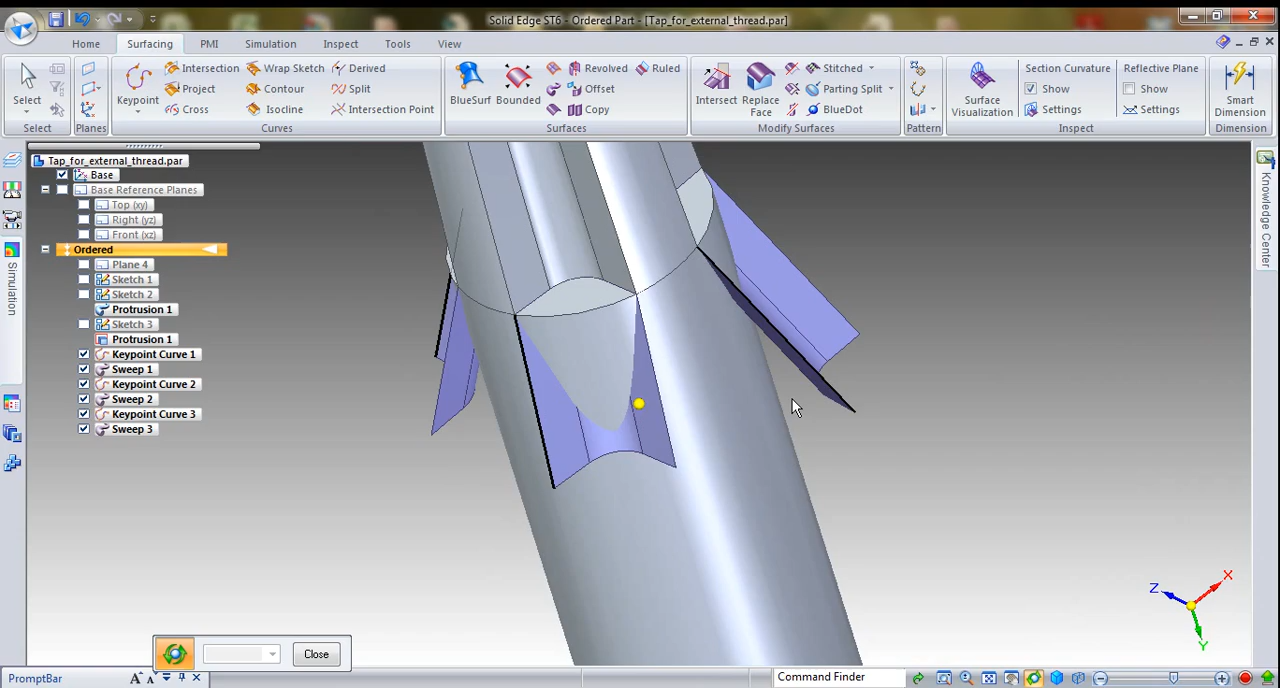 Solid Edge ST6 - Ordered Part - [Tap_for_external_thread.par]
Home Surfacing PMI Simulation Inspect Tools View
Select
Select
Planes
Keypoint
Intersection
Project
Cross
Wrap Sketch
Contour
Isocline
Derived
Split
Intersection Point
Curves
BlueSurf
Bounded
Revolved
Offset
Copy
Ruled
Surfaces
Intersect
Replace Face
Stitched
Parting Split
BlueDot
Modify Surfaces
Pattern
Surface Visualization
Section Curvature
Show
Settings
Reflective Plane
Show
Settings
Inspect
Smart Dimension
Dimension
Tap_for_external_thread.par
Base
Base Reference Planes
Top (xy)
Right (yz)
Front (xz)
Ordered
Plane 4
Sketch 1
Sketch 2
Protrusion 1
Sketch 3
Protrusion 1
Keypoint Curve 1
Sweep 1
Keypoint Curve 2
Sweep 2
Keypoint Curve 3
Sweep 3
Simulation
Knowledge Center
X
Z
Y
Close
PromptBar
Command Finder